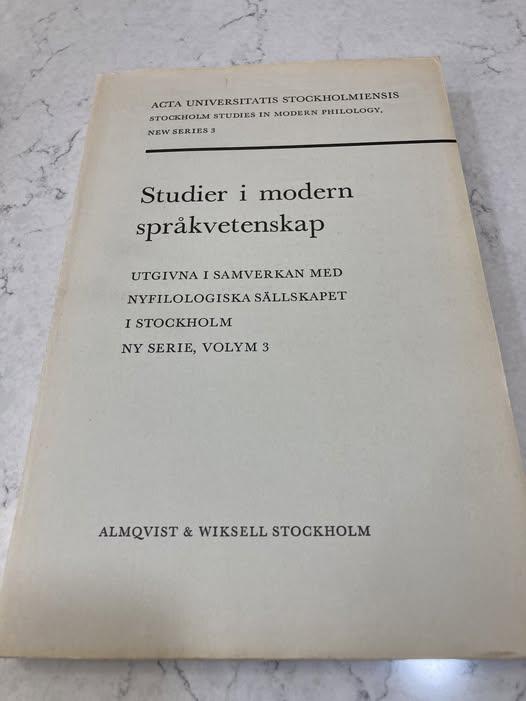 ACTA UNIVERSITATIS STOCKHOLMIENSIS
STOCKHOLM STUDIES IN MODERN PHILOLOGY,
NEW SERIES 3
Studier i modern
språkvetenskap
UTGIVNA I SAMVERKAN MED
NYFILOLOGISKA SÄLLSKAPET
I STOCKHOLM
NY SERIE, VOLYM 3
ALMQVIST & WIKSELL STOCKHOLM